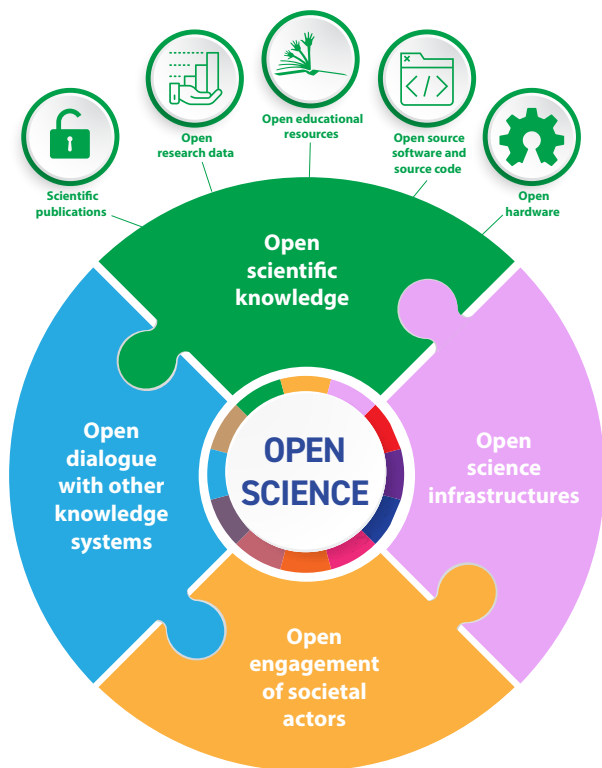 Scientific
publications
Open
research data
Open educational
resources
Open source
software and
source code
Open
hardware
Open
scientific
knowledge
Open
dialogue
with other
knowledge
systems
OPEN
SCIENCE
Open
science
infrastructures
Open
engagement
of societal
actors